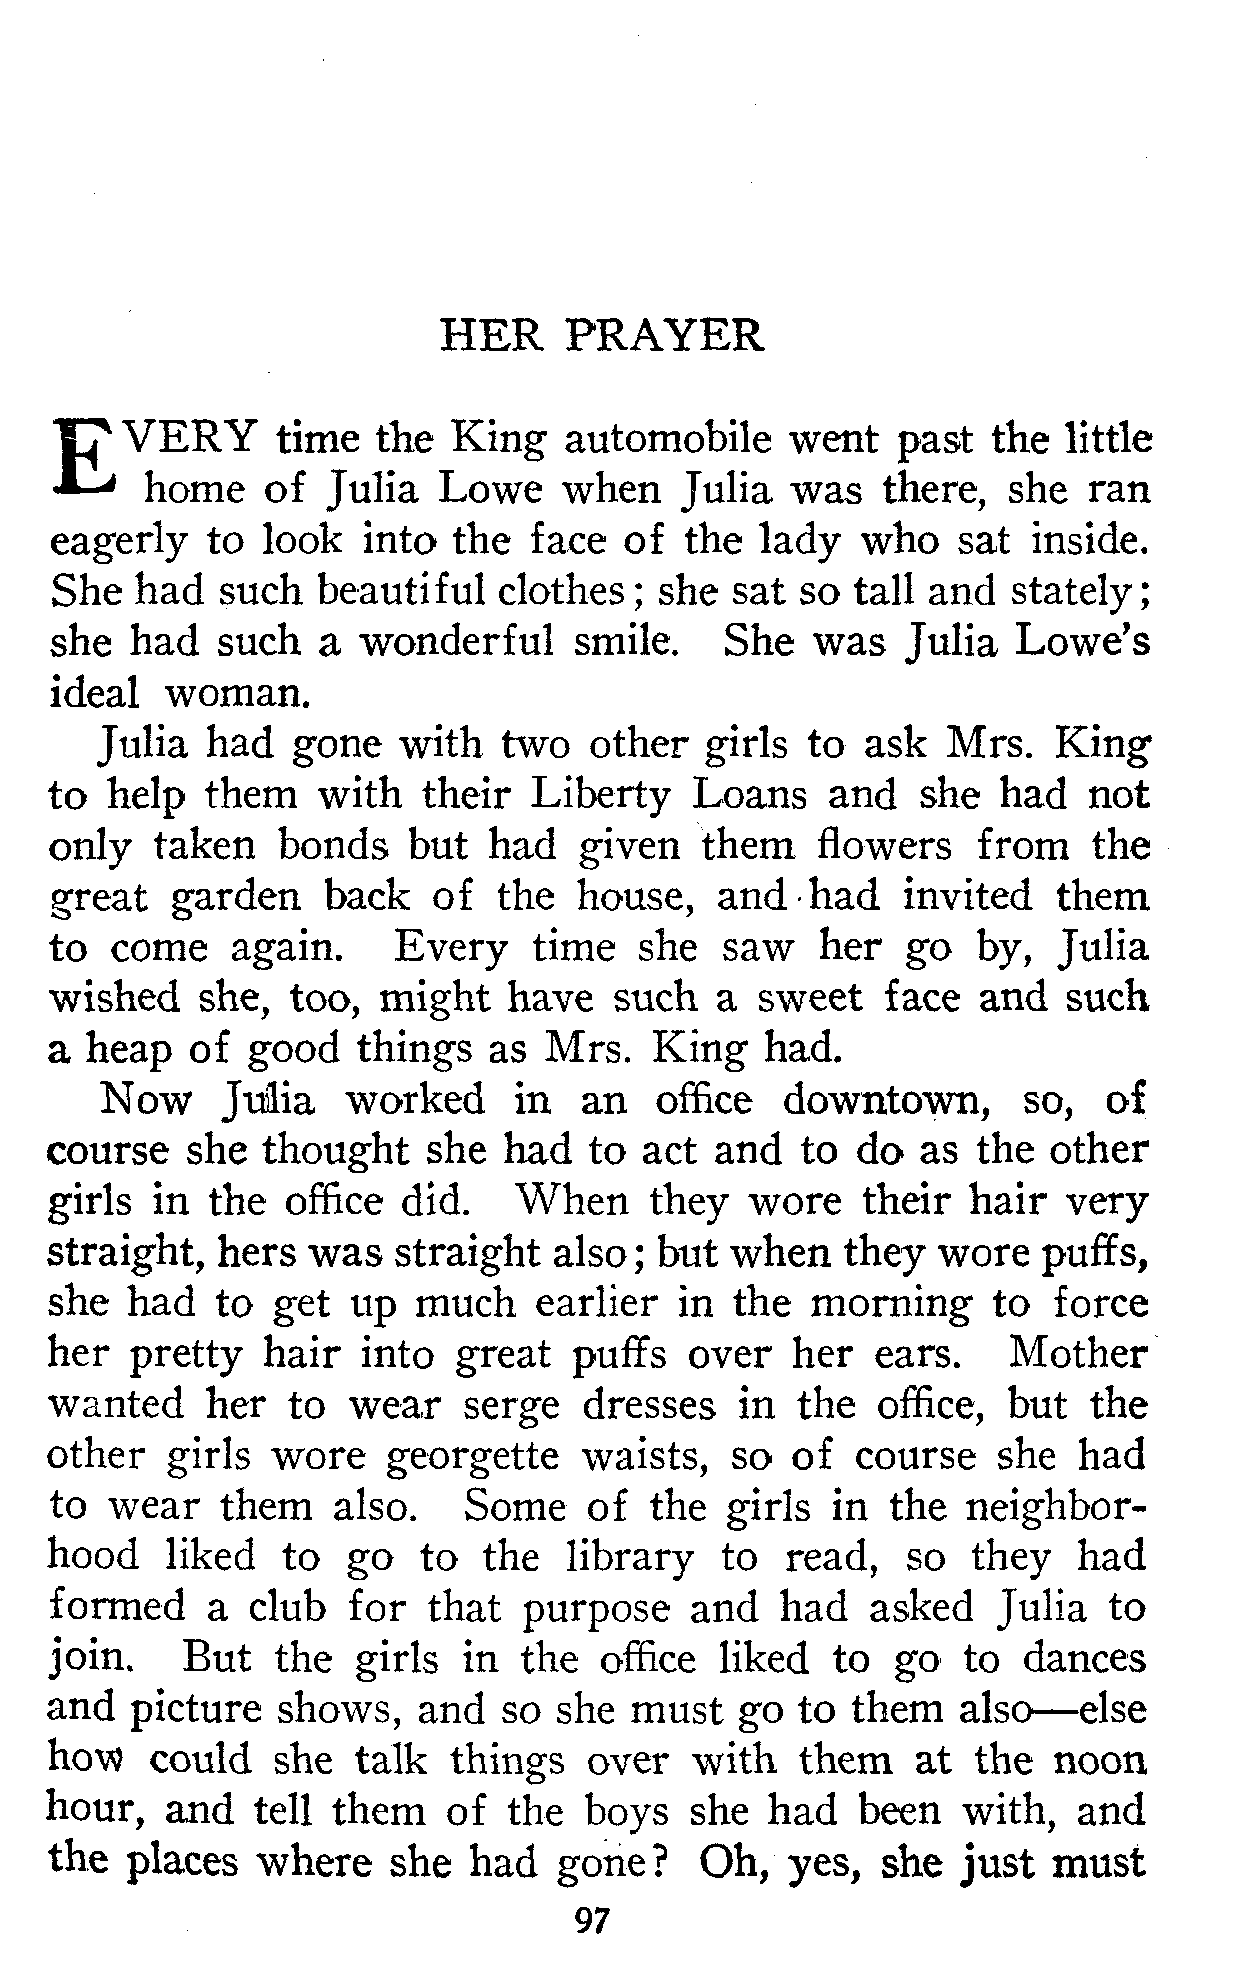 HER PRAYER
EVERY time the King automobile went past the little
home of Julia Lowe when Julia was there, she ran
eagerly to look into the face of the lady who sat inside.
She had such beautiful clothes; she sat so tall and stately;
she had such a wonderful smile. She was Julia Lowe's
ideal woman.
Julia had gone with two other girls to ask Mrs. King
to help them with their Liberty Loans and she had not
only taken bonds but had given them flowers from the
great garden back of the house, and had invited them
to come again. Every time she saw her go by, Julia
wished she, too, might have such a sweet face and such
a heap of good things as Mrs. King had.
Now Julia worked in an office downtown, so, of
course she thought she had to act and to do as the other
girls in the office did. When they wore their hair very
straight, hers was straight also; but when they wore puffs,
she had to get up much earlier in the morning to force
her pretty hair into great puffs over her ears. Mother
wanted her to wear serge dresses in the office, but the
other girls wore georgette waists, so of course she had
to wear them also. Some of the girls in the neighbor-
hood liked to go to the library to read, so they had
formed a club for that purpose and had asked Julia to
join. But the girls in the office liked to go to dances
and picture shows, and so she must go to them also—else
how could she talk things over with them at the noon
hour, and tell them of the boys she had been with, and
the places where she had gone? Oh, yes, she just must
97